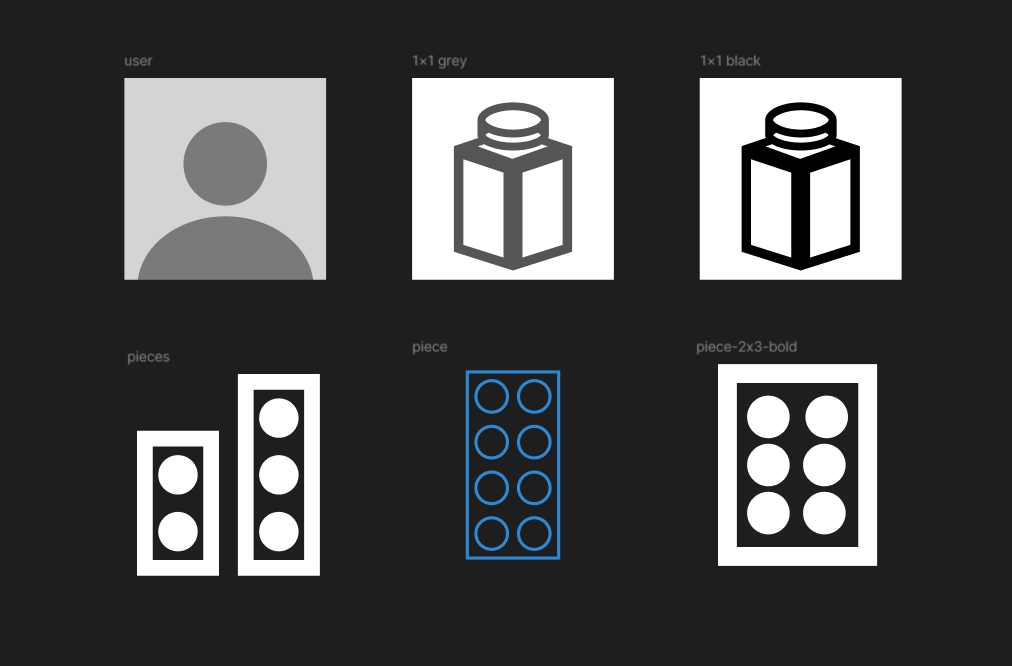 user
1×1 grey
1×1 black
pieces
piece
piece-2x3-bold